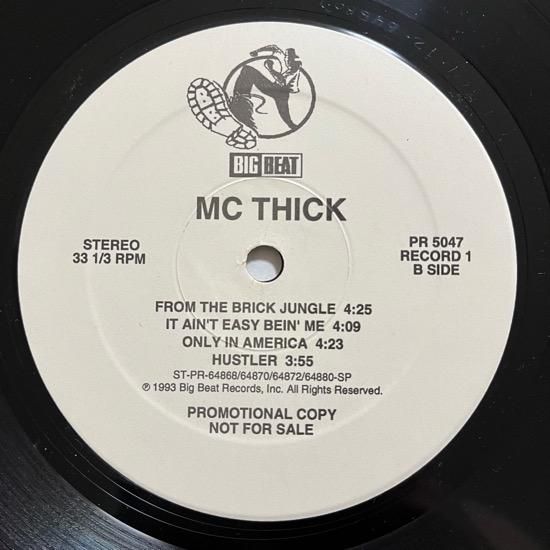 BIG BEAT
MC THICK
STEREO
33 1/3 RPM
PR 5047
RECORD 1
B SIDE
FROM THE BRICK JUNGLE 4:25
IT AIN'T EASY BEIN' ME 4:09
ONLY IN AMERICA 4:23
HUSTLER 3:55
ST-PR-64868/64870/64872/64880-SP
℗ 1993 Big Beat Records, Inc. All Rights Reserved.
PROMOTIONAL COPY
NOT FOR SALE